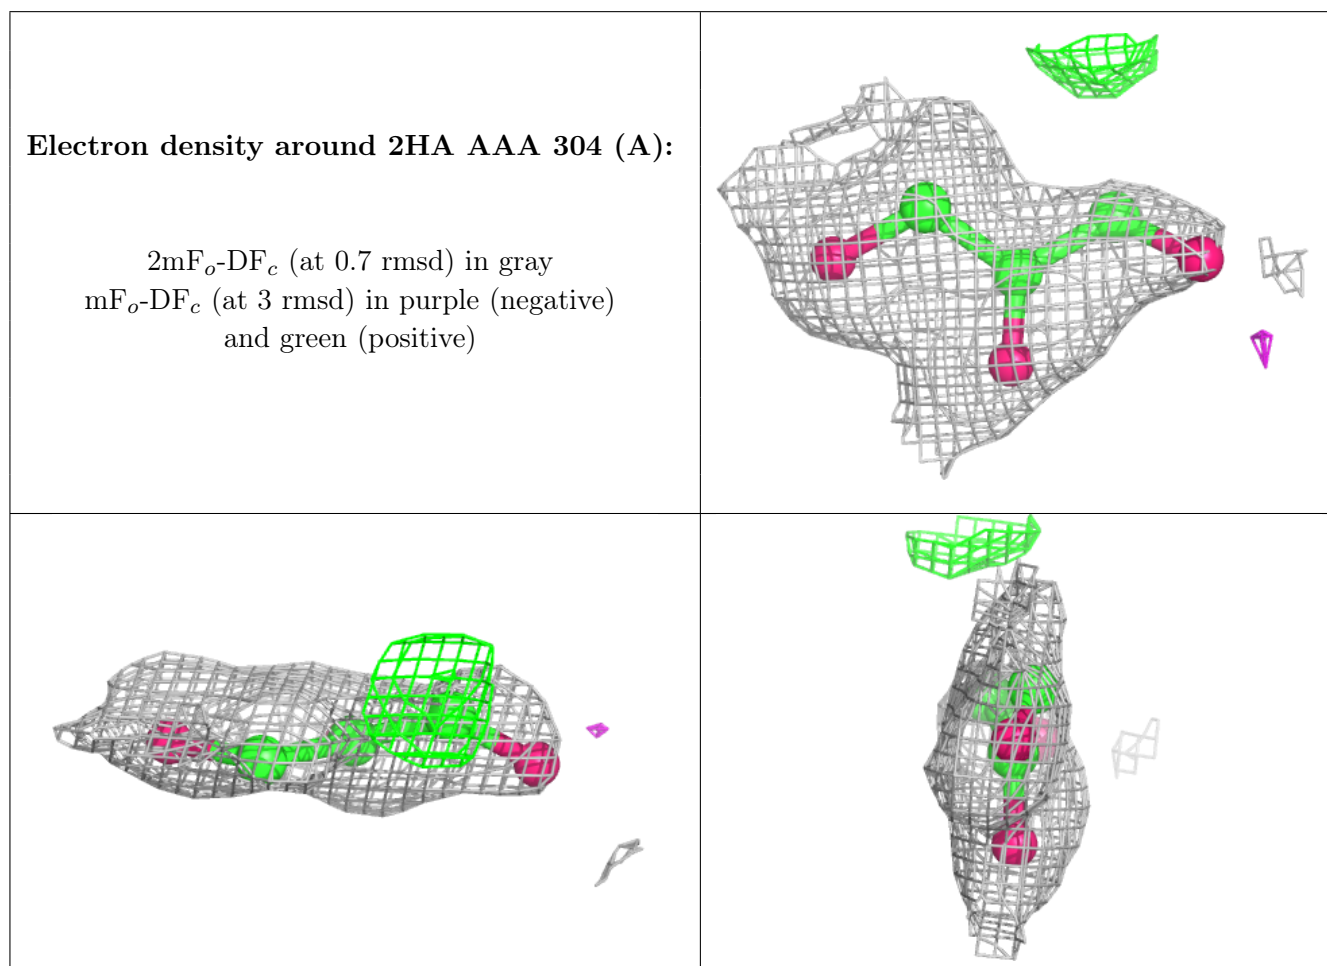 Electron density around 2HA AAA 304 (A):
2mFₒ-DF𝒸 (at 0.7 rmsd) in gray
mFₒ-DF𝒸 (at 3 rmsd) in purple (negative)
and green (positive)